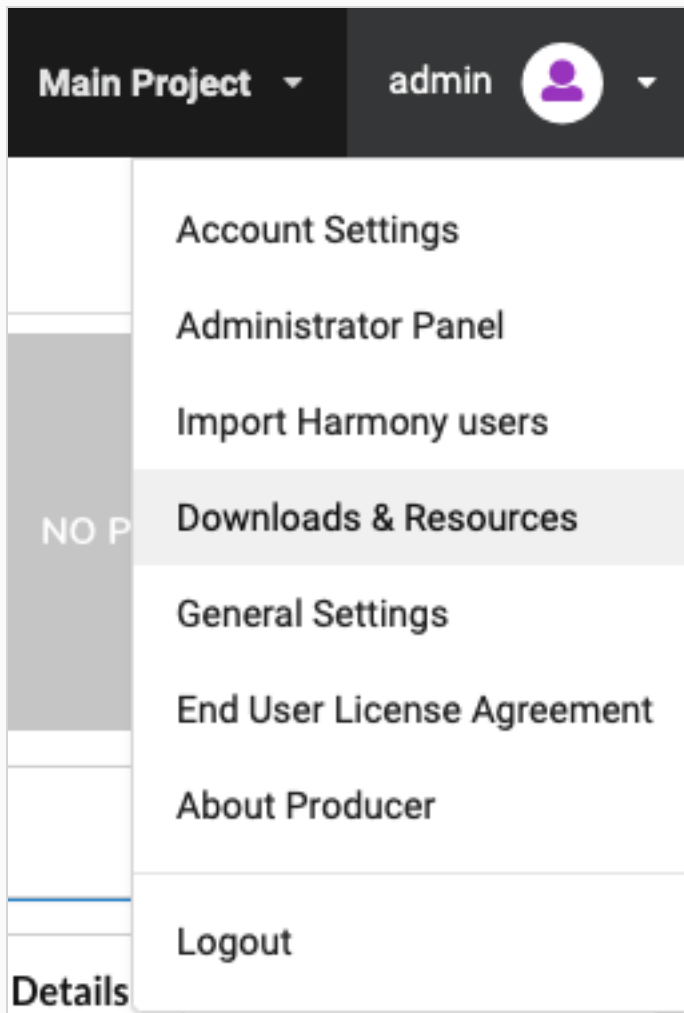 Main Project admin
Account Settings
Administrator Panel
Import Harmony users
NO P
Downloads & Resources
General Settings
End User License Agreement
About Producer
Logout
Details